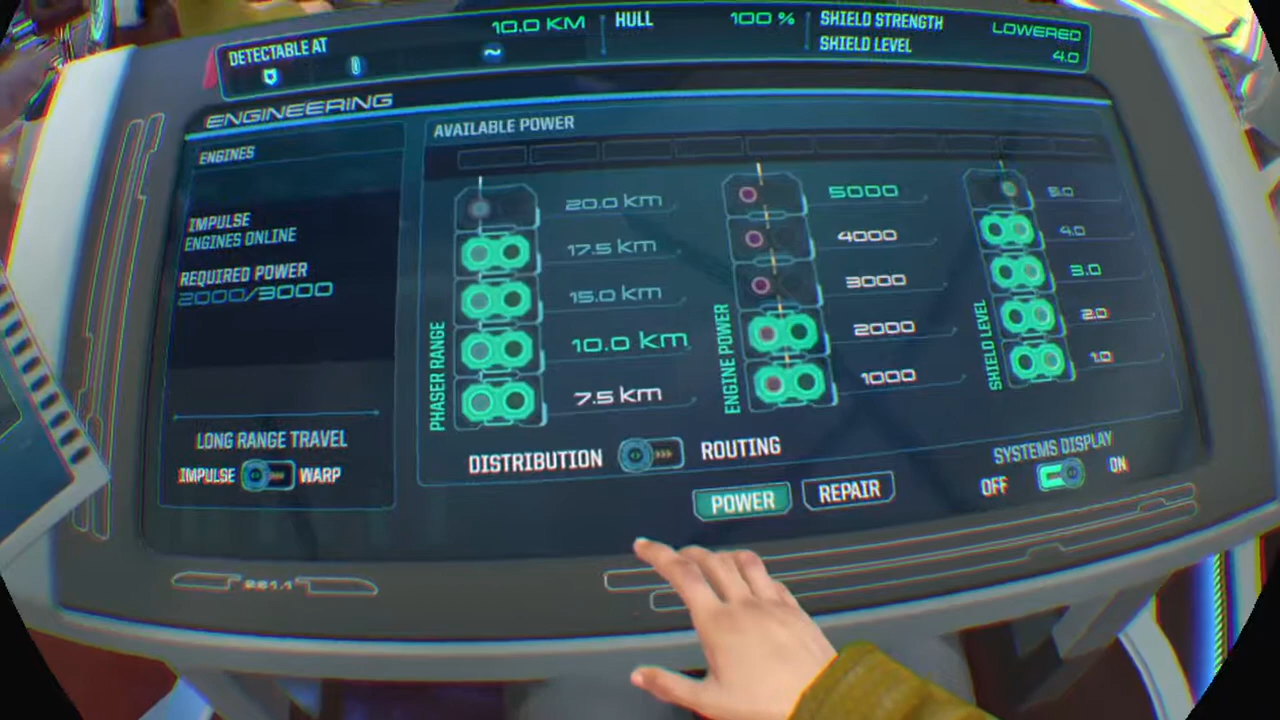 DETECTABLE AT 10.0 KM
HULL 100 %
SHIELD STRENGTH LOWERED
SHIELD LEVEL 4.0
ENGINEERING
ENGINES
IMPULSE
ENGINES ONLINE
REQUIRED POWER
2000/3000
LONG RANGE TRAVEL
IMPULSE WARP
AVAILABLE POWER
PHASER RANGE
20.0 km
17.5 km
15.0 km
10.0 km
7.5 km
ENGINE POWER
5000
4000
3000
2000
1000
SHIELD LEVEL
5.0
4.0
3.0
2.0
1.0
DISTRIBUTION ROUTING
POWER REPAIR
SYSTEMS DISPLAY
OFF ON